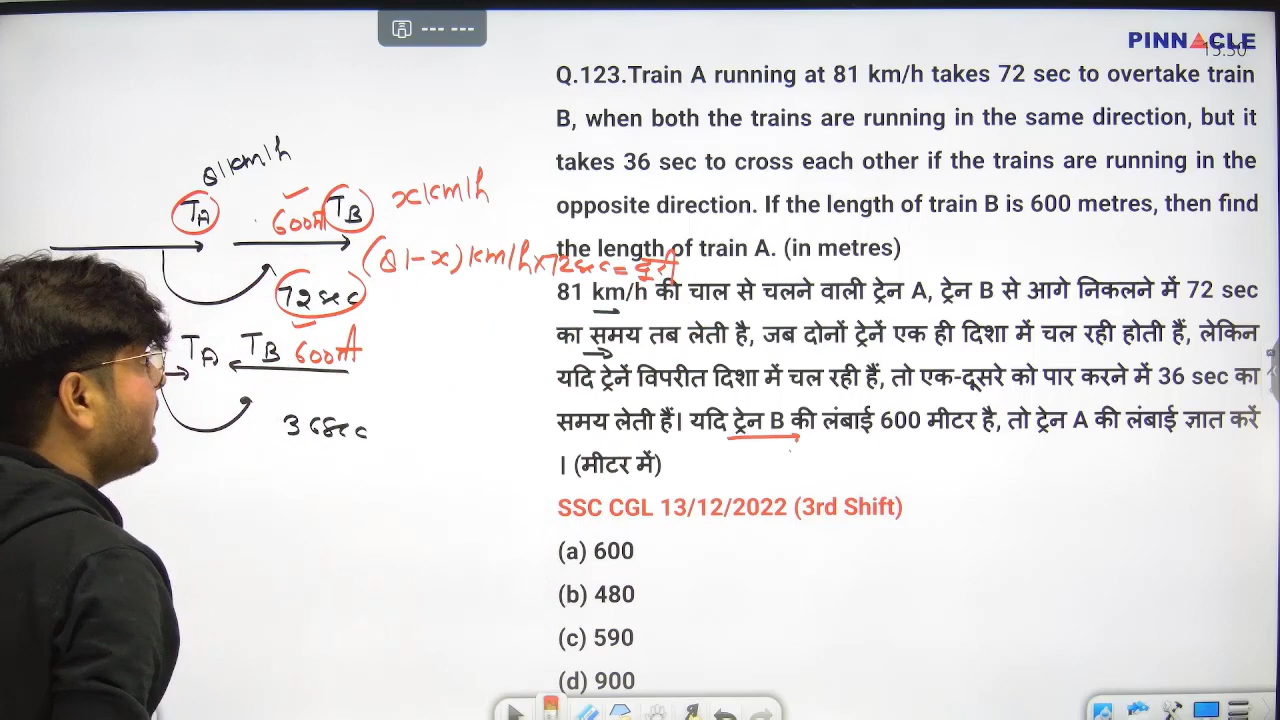 --- ---
PINNACLE
15:50
Q.123.Train A running at 81 km/h takes 72 sec to overtake train
B, when both the trains are running in the same direction, but it
takes 36 sec to cross each other if the trains are running in the
opposite direction. If the length of train B is 600 metres, then find
the length of train A. (in metres)
81 km/h की चाल से चलने वाली ट्रेन A, ट्रेन B से आगे निकलने में 72 sec
का समय तब लेती है, जब दोनों ट्रेनें एक ही दिशा में चल रही होती हैं, लेकिन
यदि ट्रेनें विपरीत दिशा में चल रही हैं, तो एक-दूसरे को पार करने में 36 sec का
समय लेती हैं। यदि ट्रेन B की लंबाई 600 मीटर है, तो ट्रेन A की लंबाई ज्ञात करें
। (मीटर में)
SSC CGL 13/12/2022 (3rd Shift)
(a) 600
(b) 480
(c) 590
(d) 900
81km/h
TA 600मी TB x km/h
(81-x) km/h×72sec=दूरी
72sec
TA TB 600मी
36sec